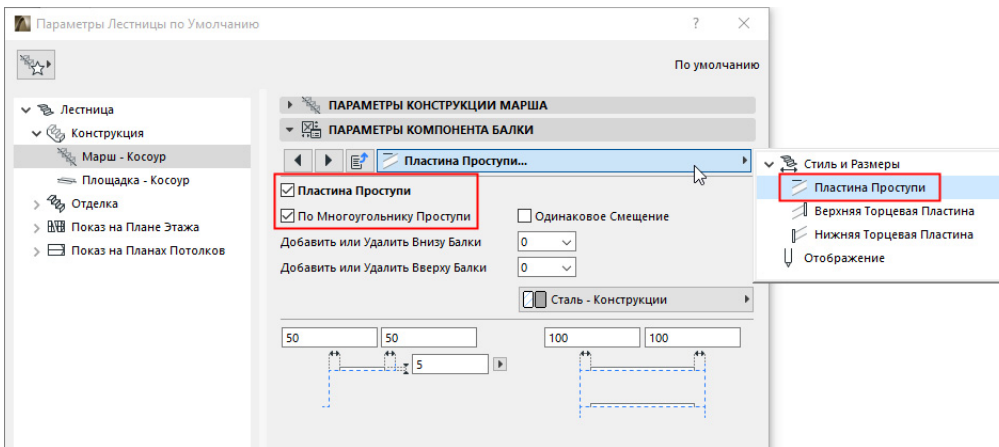 Параметры Лестницы по Умолчанию
?
По умолчанию
Лестница
Конструкция
Марш - Косоур
Площадка - Косоур
Отделка
Показ на Плане Этажа
Показ на Планах Потолков
ПАРАМЕТРЫ КОНСТРУКЦИИ МАРША
ПАРАМЕТРЫ КОМПОНЕНТА БАЛКИ
Пластина Проступи...
Пластина Проступи
По Многоугольнику Проступи
Одинаковое Смещение
Добавить или Удалить Внизу Балки
0
Добавить или Удалить Вверху Балки
0
Сталь - Конструкции
50
50
100
100
5
Стиль и Размеры
Пластина Проступи
Верхняя Торцевая Пластина
Нижняя Торцевая Пластина
Отображение